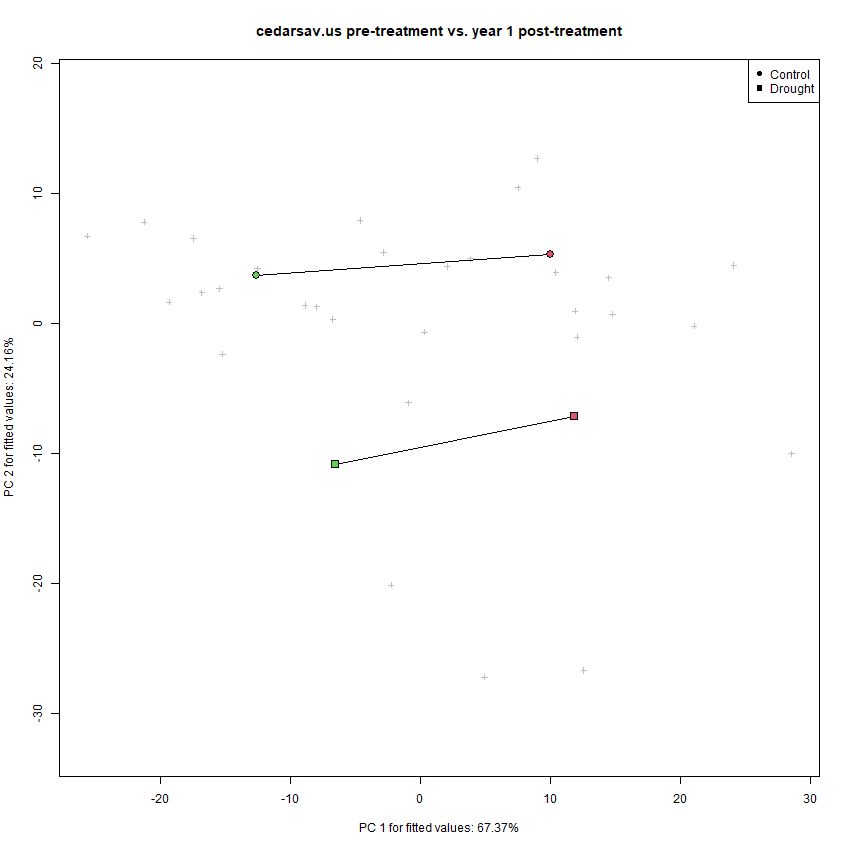 cedarsav.us pre-treatment vs. year 1 post-treatment
Control
Drought
20
10
0
-10
-20
-30
PC 2 for fitted values: 24.16%
-20
-10
0
10
20
30
PC 1 for fitted values: 67.37%